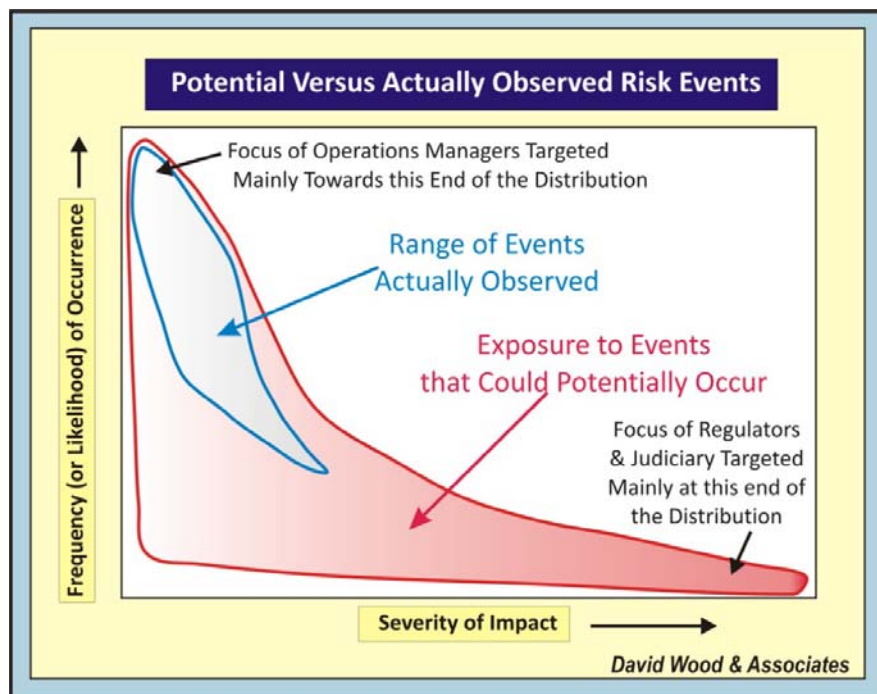 Potential Versus Actually Observed Risk Events
Focus of Operations Managers Targeted
Mainly Towards this End of the Distribution
Range of Events
Actually Observed
Exposure to Events
that Could Potentially Occur
Focus of Regulators
& Judiciary Targeted
Mainly at this end of
the Distribution
Frequency (or Likelihood) of Occurrence
Severity of Impact
David Wood & Associates